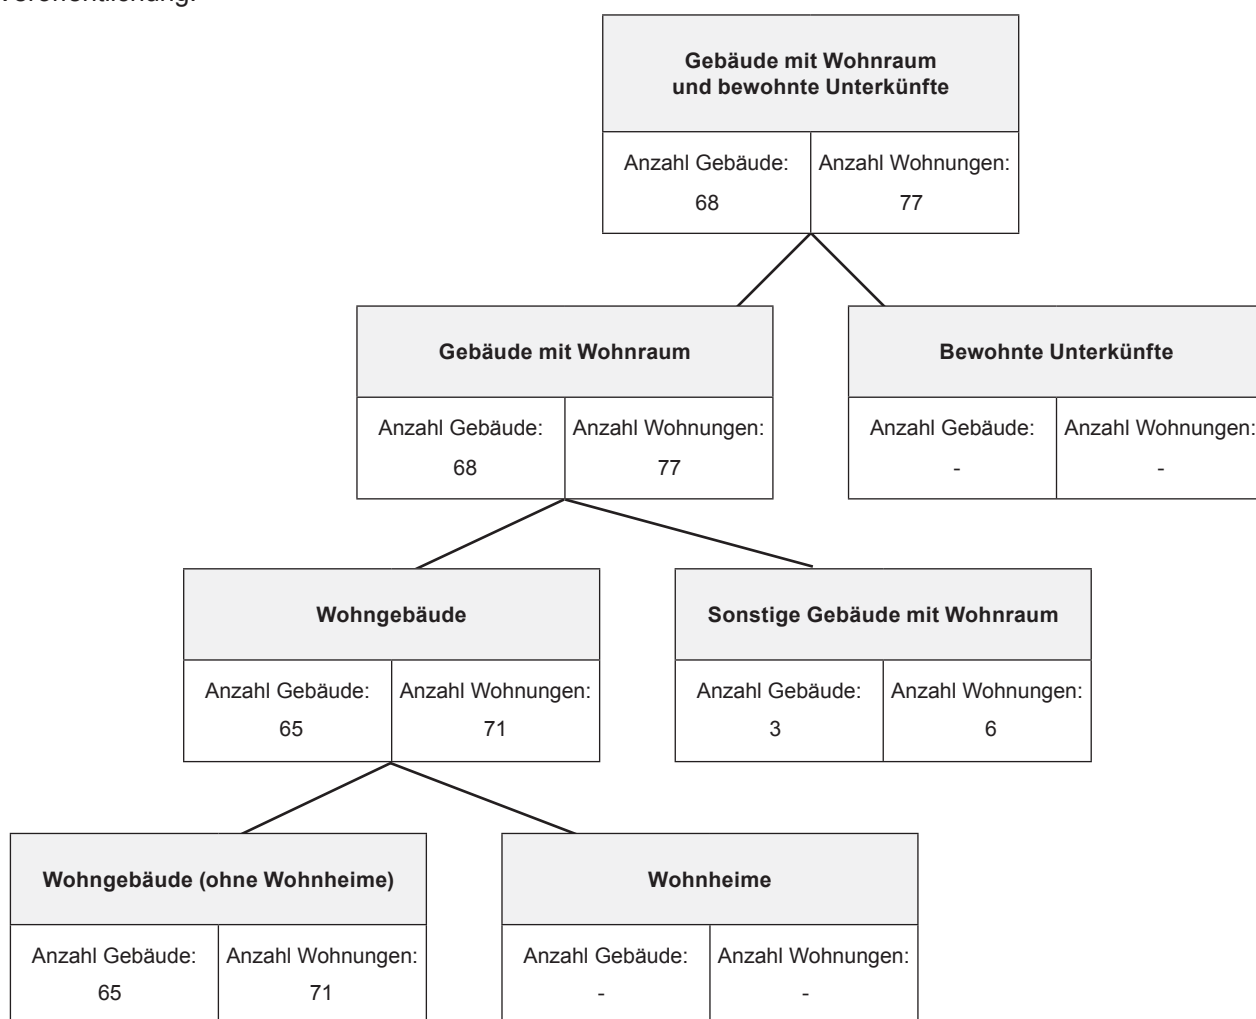 Veröffentlichung.
Gebäude mit Wohnraum
und bewohnte Unterkünfte
Anzahl Gebäude: Anzahl Wohnungen:
68 77
Gebäude mit Wohnraum
Bewohnte Unterkünfte
Anzahl Gebäude: Anzahl Wohnungen:
68 77
Anzahl Gebäude: Anzahl Wohnungen:
- -
Wohngebäude
Sonstige Gebäude mit Wohnraum
Anzahl Gebäude: Anzahl Wohnungen:
65 71
Anzahl Gebäude: Anzahl Wohnungen:
3 6
Wohngebäude (ohne Wohnheime)
Wohnheime
Anzahl Gebäude: Anzahl Wohnungen:
65 71
Anzahl Gebäude: Anzahl Wohnungen:
- -